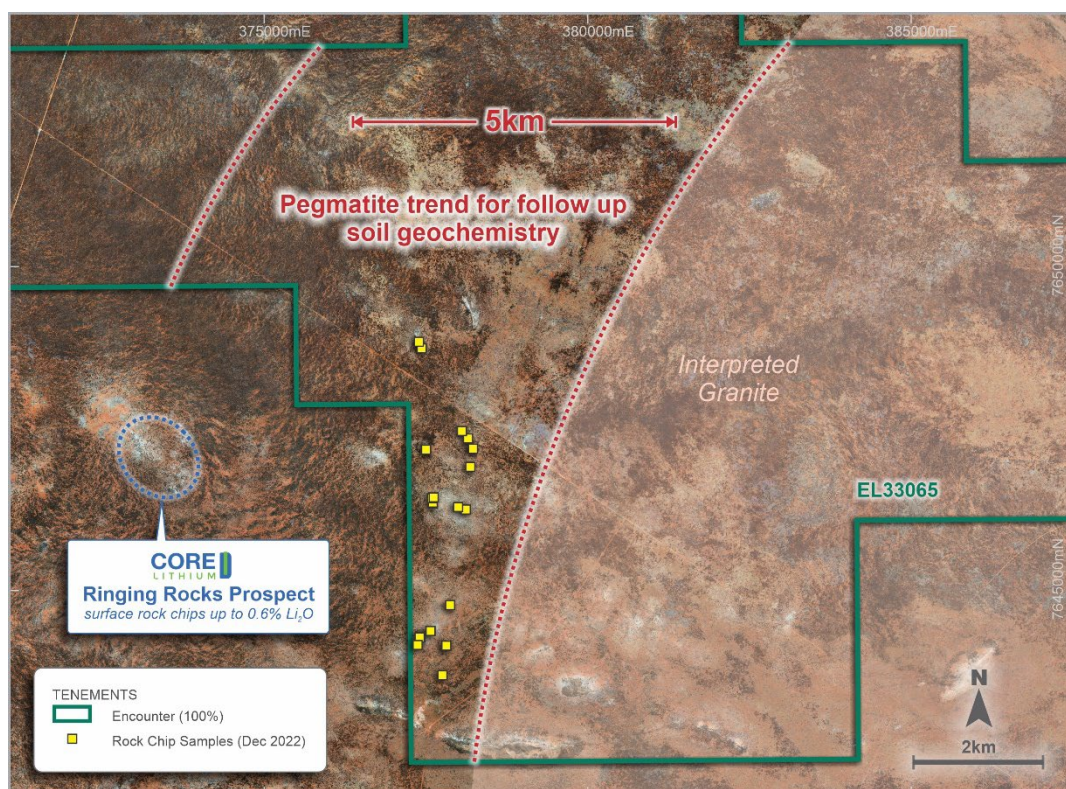 375000mE
380000mE
385000mE
5km
Pegmatite trend for follow up
soil geochemistry
7650000mN
Interpreted
Granite
EL33065
CORE
LITHIUM
Ringing Rocks Prospect
surface rock chips up to 0.6% Li₂O
7645000mN
TENEMENTS
Encounter (100%)
Rock Chip Samples (Dec 2022)
N
2km